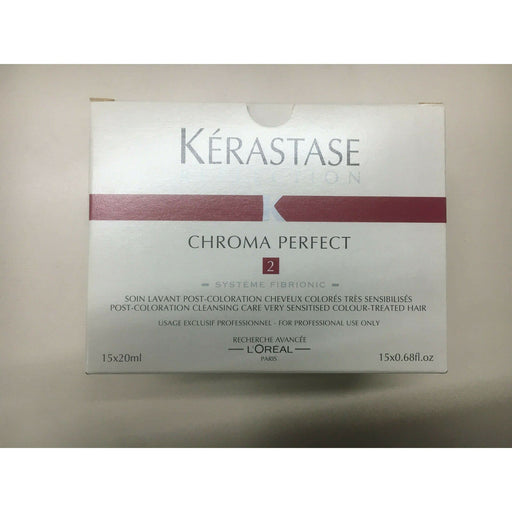 KÉRASTASE
REFLECTION
K
CHROMA PERFECT
2
SYSTÈME FIBRIONIC
SOIN LAVANT POST-COLORATION CHEVEUX COLORÉS TRÈS SENSIBILISÉS
POST-COLORATION CLEANSING CARE VERY SENSITISED COLOUR-TREATED HAIR
USAGE EXCLUSIF PROFESSIONNEL - FOR PROFESSIONAL USE ONLY
RECHERCHE AVANCÉE
L'ORÉAL
PARIS
15x20ml
15x0.68fl.oz